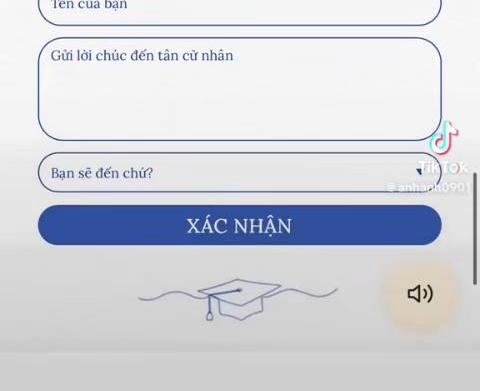 Tên của bạn
Gửi lời chúc đến tân cử nhân
Bạn sẽ đến chứ?
TikTok
@anhanh0901
XÁC NHẬN